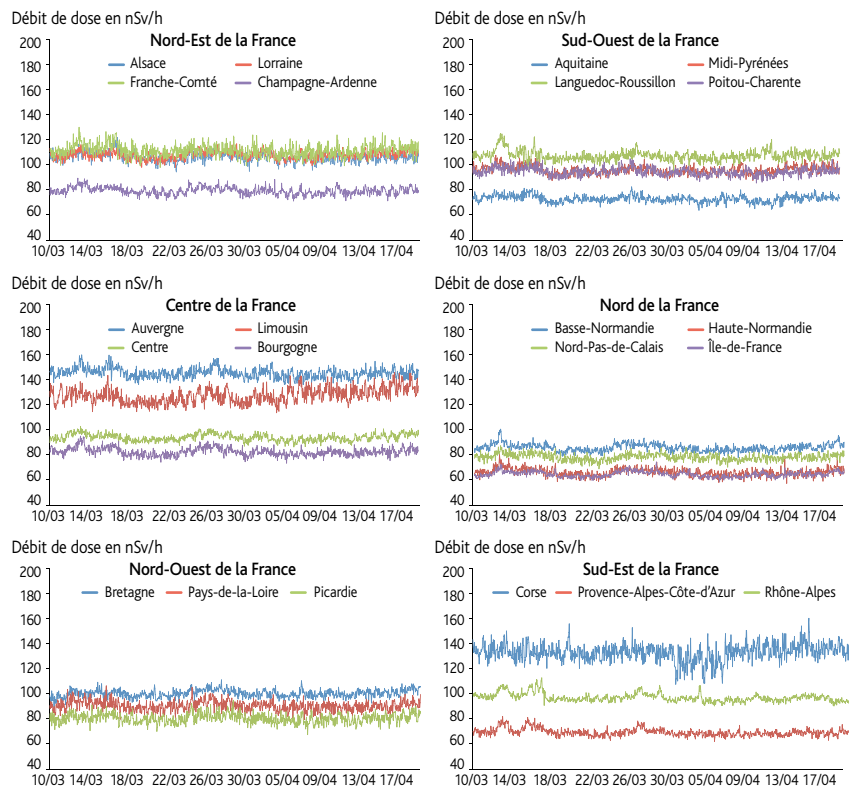 Débit de dose en nSv/h
Nord-Est de la France
Alsace Lorraine
Franche-Comté Champagne-Ardenne
200
180
160
140
120
100
80
60
40
10/03 14/03 18/03 22/03 26/03 30/03 05/04 09/04 13/04 17/04
Débit de dose en nSv/h
Sud-Ouest de la France
Aquitaine Midi-Pyrénées
Languedoc-Roussillon Poitou-Charente
200
180
160
140
120
100
80
60
40
10/03 14/03 18/03 22/03 26/03 30/03 05/04 09/04 13/04 17/04
Débit de dose en nSv/h
Centre de la France
Auvergne Limousin
Centre Bourgogne
200
180
160
140
120
100
80
60
40
10/03 14/03 18/03 22/03 26/03 30/03 05/04 09/04 13/04 17/04
Débit de dose en nSv/h
Nord de la France
Basse-Normandie Haute-Normandie
Nord-Pas-de-Calais Île-de-France
200
180
160
140
120
100
80
60
40
10/03 14/03 18/03 22/03 26/03 30/03 05/04 09/04 13/04 17/04
Débit de dose en nSv/h
Nord-Ouest de la France
Bretagne Pays-de-la-Loire Picardie
200
180
160
140
120
100
80
60
40
10/03 14/03 18/03 22/03 26/03 30/03 05/04 09/04 13/04 17/04
Débit de dose en nSv/h
Sud-Est de la France
Corse Provence-Alpes-Côte-d'Azur Rhône-Alpes
200
180
160
140
120
100
80
60
40
10/03 14/03 18/03 22/03 26/03 30/03 05/04 09/04 13/04 17/04